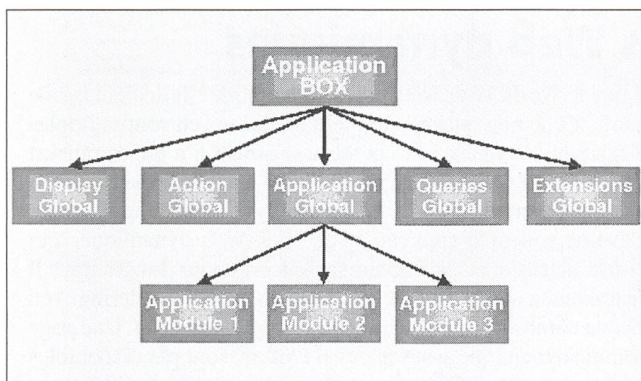 Application
BOX
Display
Global
Action
Global
Application
Global
Queries
Global
Extensions
Global
Application
Module 1
Application
Module 2
Application
Module 3